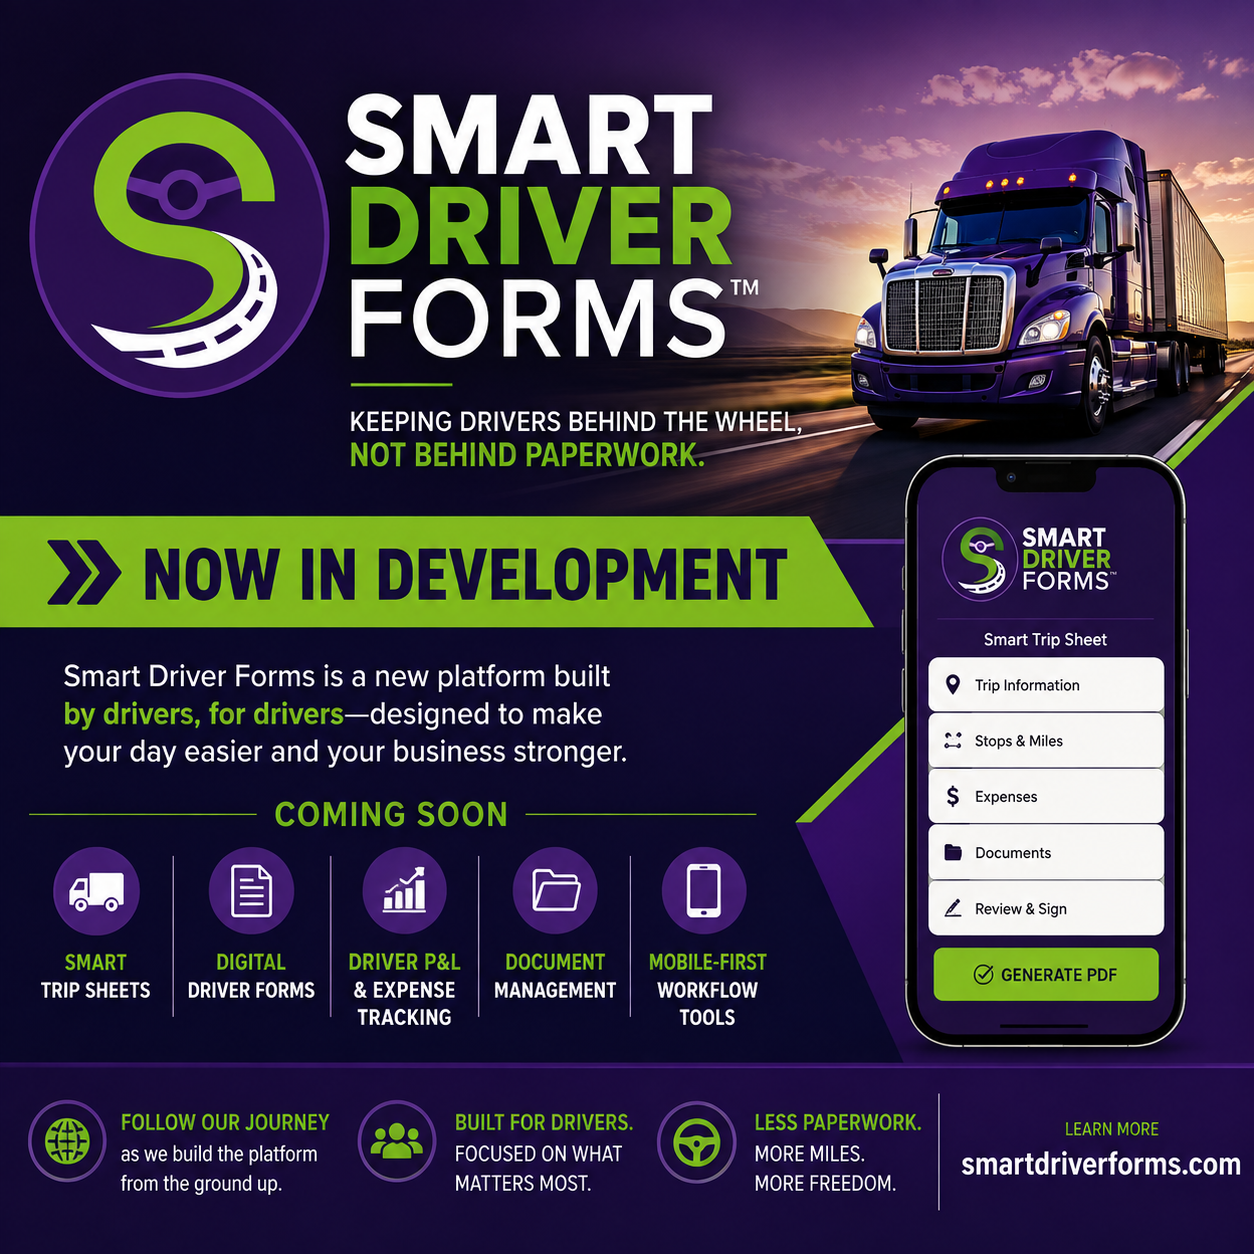 SMART
DRIVER
FORMS™
KEEPING DRIVERS BEHIND THE WHEEL,
NOT BEHIND PAPERWORK.
NOW IN DEVELOPMENT
Smart Driver Forms is a new platform built
by drivers, for drivers—designed to make
your day easier and your business stronger.
COMING SOON
SMART
TRIP SHEETS
DIGITAL
DRIVER FORMS
DRIVER P&L
& EXPENSE
TRACKING
DOCUMENT
MANAGEMENT
MOBILE-FIRST
WORKFLOW
TOOLS
SMART
DRIVER
FORMS™
Smart Trip Sheet
Trip Information
Stops & Miles
$ Expenses
Documents
Review & Sign
GENERATE PDF
FOLLOW OUR JOURNEY
as we build the platform
from the ground up.
BUILT FOR DRIVERS.
FOCUSED ON WHAT
MATTERS MOST.
LESS PAPERWORK.
MORE MILES.
MORE FREEDOM.
LEARN MORE
smartdriverforms.com